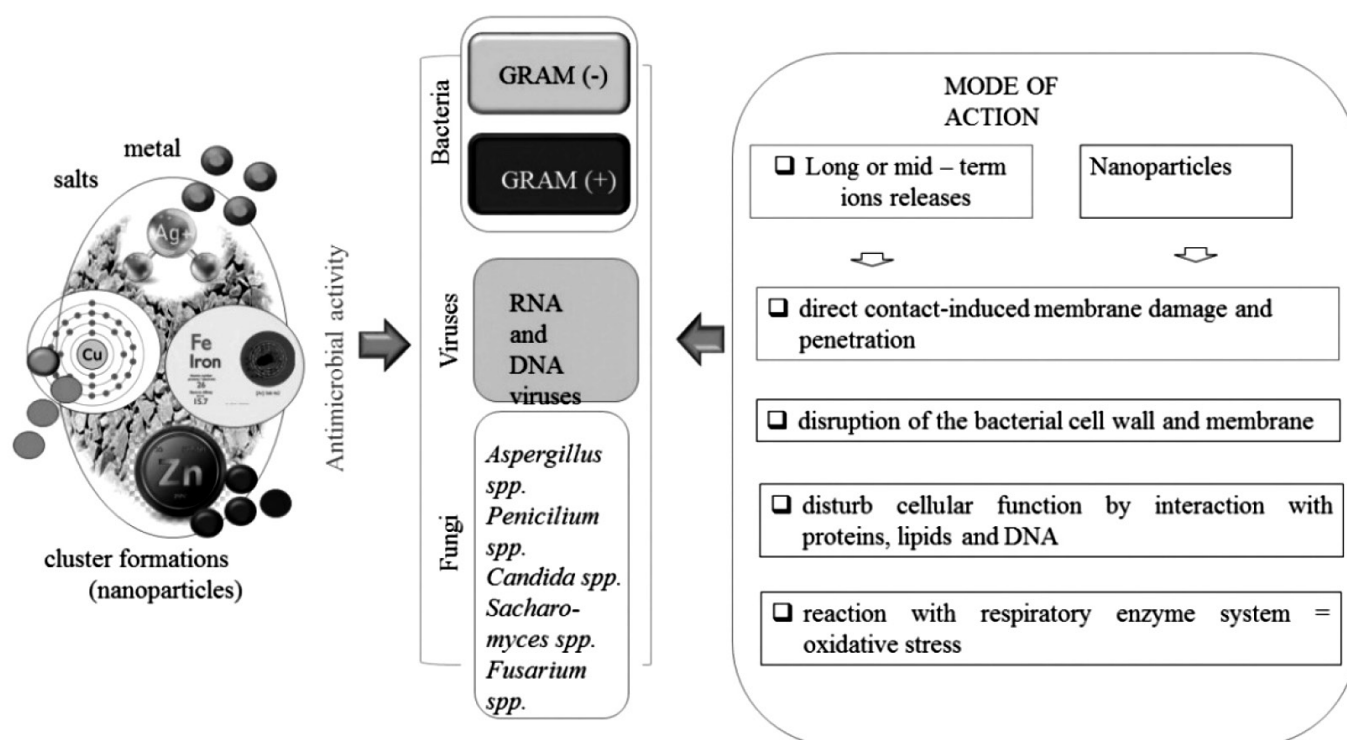 metal
salts
Ag+
Cu
Fe
Iron
26
15.7
Zn
cluster formations
(nanoparticles)
Antimicrobial activity
Bacteria
GRAM (-)
GRAM (+)
Viruses
RNA
and
DNA
viruses
Fungi
Aspergillus
spp.
Penicilium
spp.
Candida spp.
Sacharo-
myces spp.
Fusarium
spp.
MODE OF
ACTION
❑ Long or mid – term
ions releases
Nanoparticles
❑ direct contact-induced membrane damage and
penetration
❑ disruption of the bacterial cell wall and membrane
❑ disturb cellular function by interaction with
proteins, lipids and DNA
❑ reaction with respiratory enzyme system =
oxidative stress